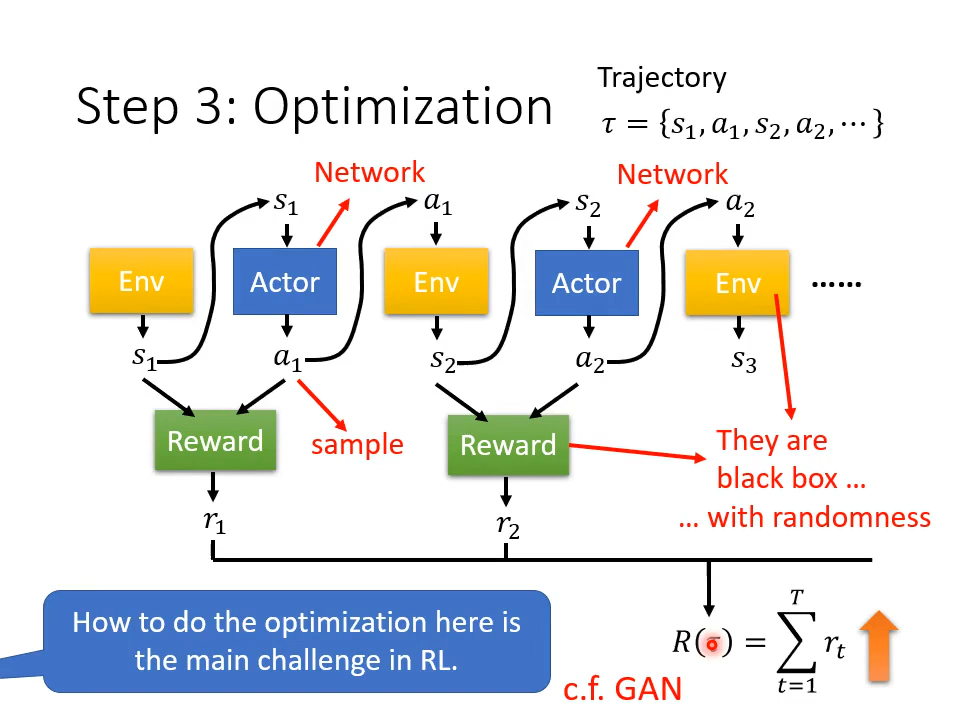 Step 3: Optimization
Trajectory
τ = {s₁, a₁, s₂, a₂, ⋯}
Network
Network
s₁
a₁
s₂
a₂
Env
Actor
Env
Actor
Env
……
s₁
a₁
s₂
a₂
s₃
Reward
sample
Reward
They are
black box …
… with randomness
r₁
r₂
How to do the optimization here is
the main challenge in RL.
R( ) = ∑ₜ₌₁ᵀ rₜ
c.f. GAN